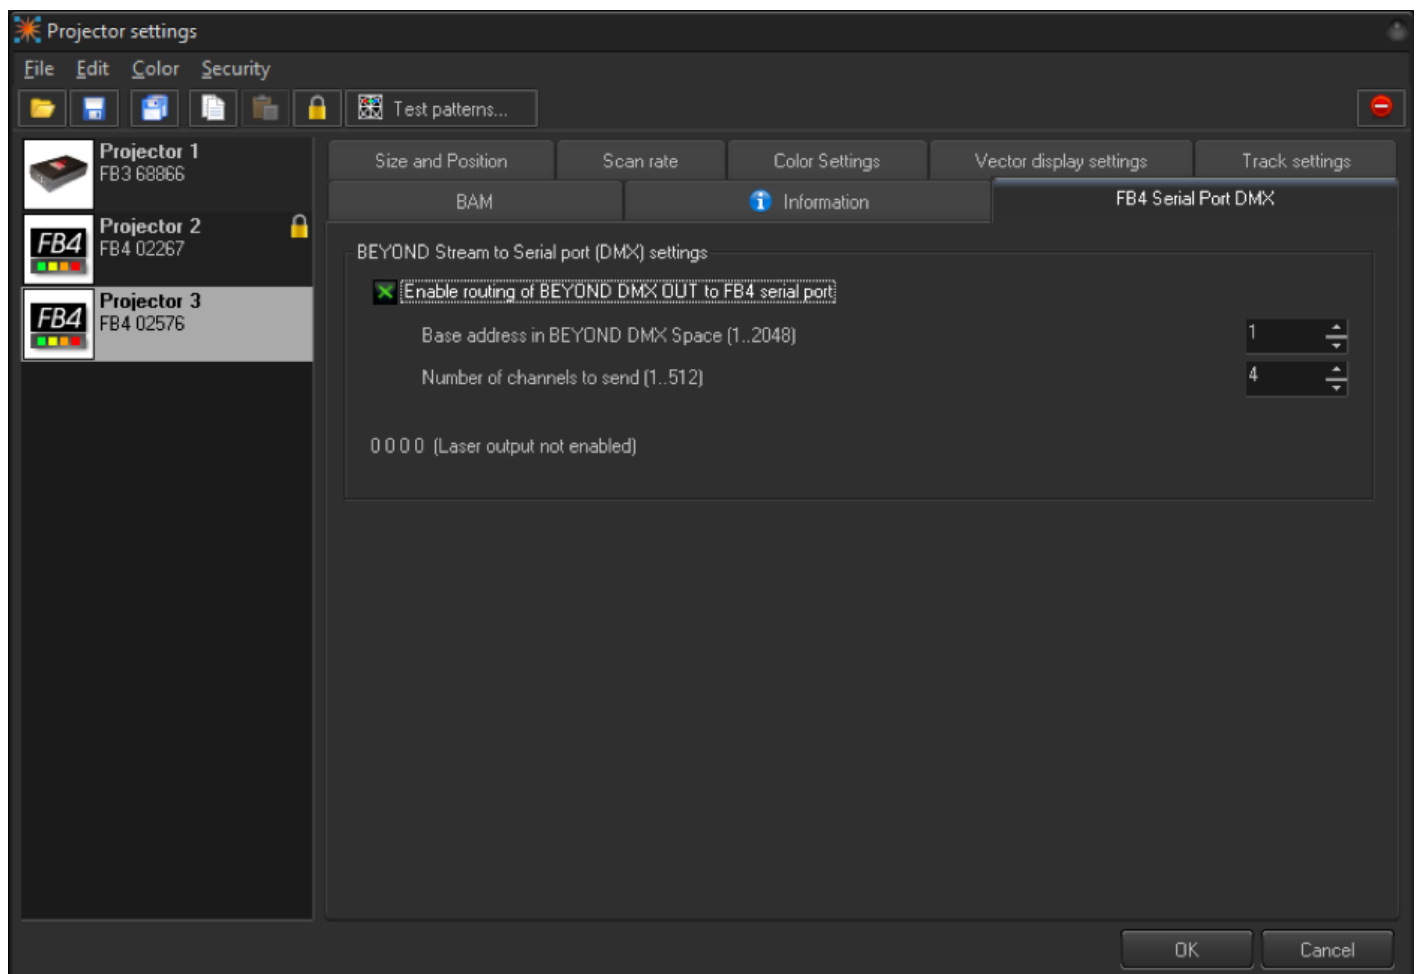 Projector settings
File Edit Color Security
Test patterns...
Projector 1
FB3 68866
FB4
Projector 2
FB4 02267
FB4
Projector 3
FB4 02576
Size and Position Scan rate Color Settings Vector display settings Track settings
BAM Information FB4 Serial Port DMX
BEYOND Stream to Serial port (DMX) settings
Enable routing of BEYOND DMX OUT to FB4 serial port
Base address in BEYOND DMX Space (1..2048) 1
Number of channels to send (1..512) 4
0 0 0 0 (Laser output not enabled)
OK Cancel